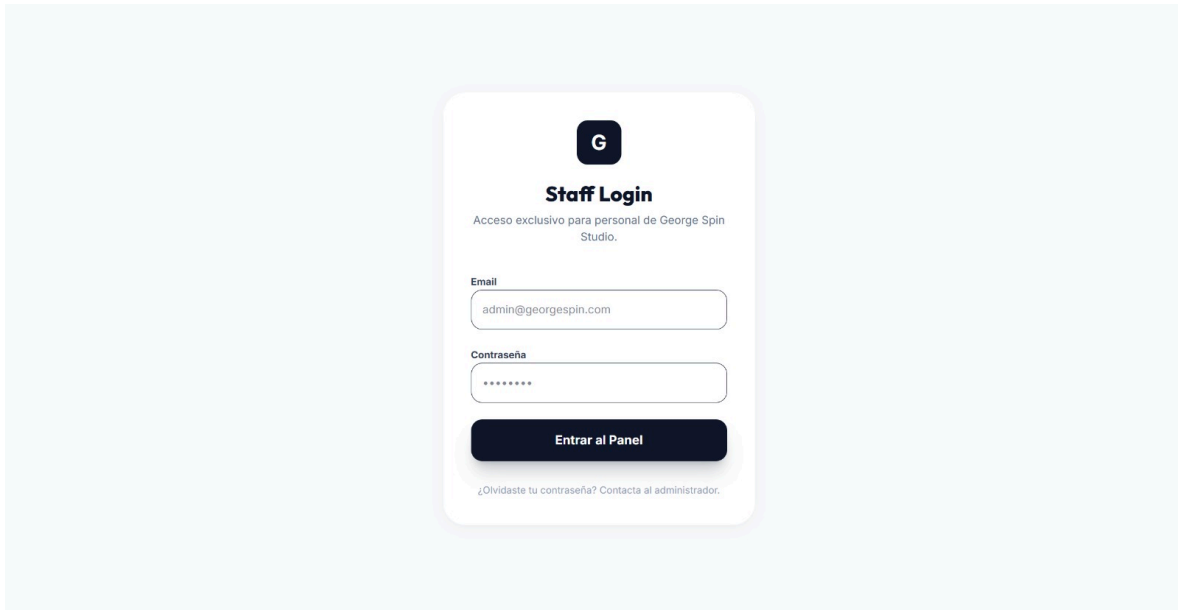 G
Staff Login
Acceso exclusivo para personal de George Spin
Studio.
Email
admin@georgespin.com
Contraseña
••••••••
Entrar al Panel
¿Olvidaste tu contraseña? Contacta al administrador.